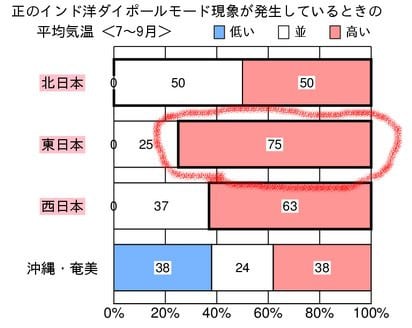 正のインド洋ダイポールモード現象が発生しているときの
平均気温 ＜7～9月＞ 低い 並 高い
北日本 0 50 50
東日本 0 25 75
西日本 0 37 63
沖縄・奄美 38 24 38
0% 20% 40% 60% 80% 100%